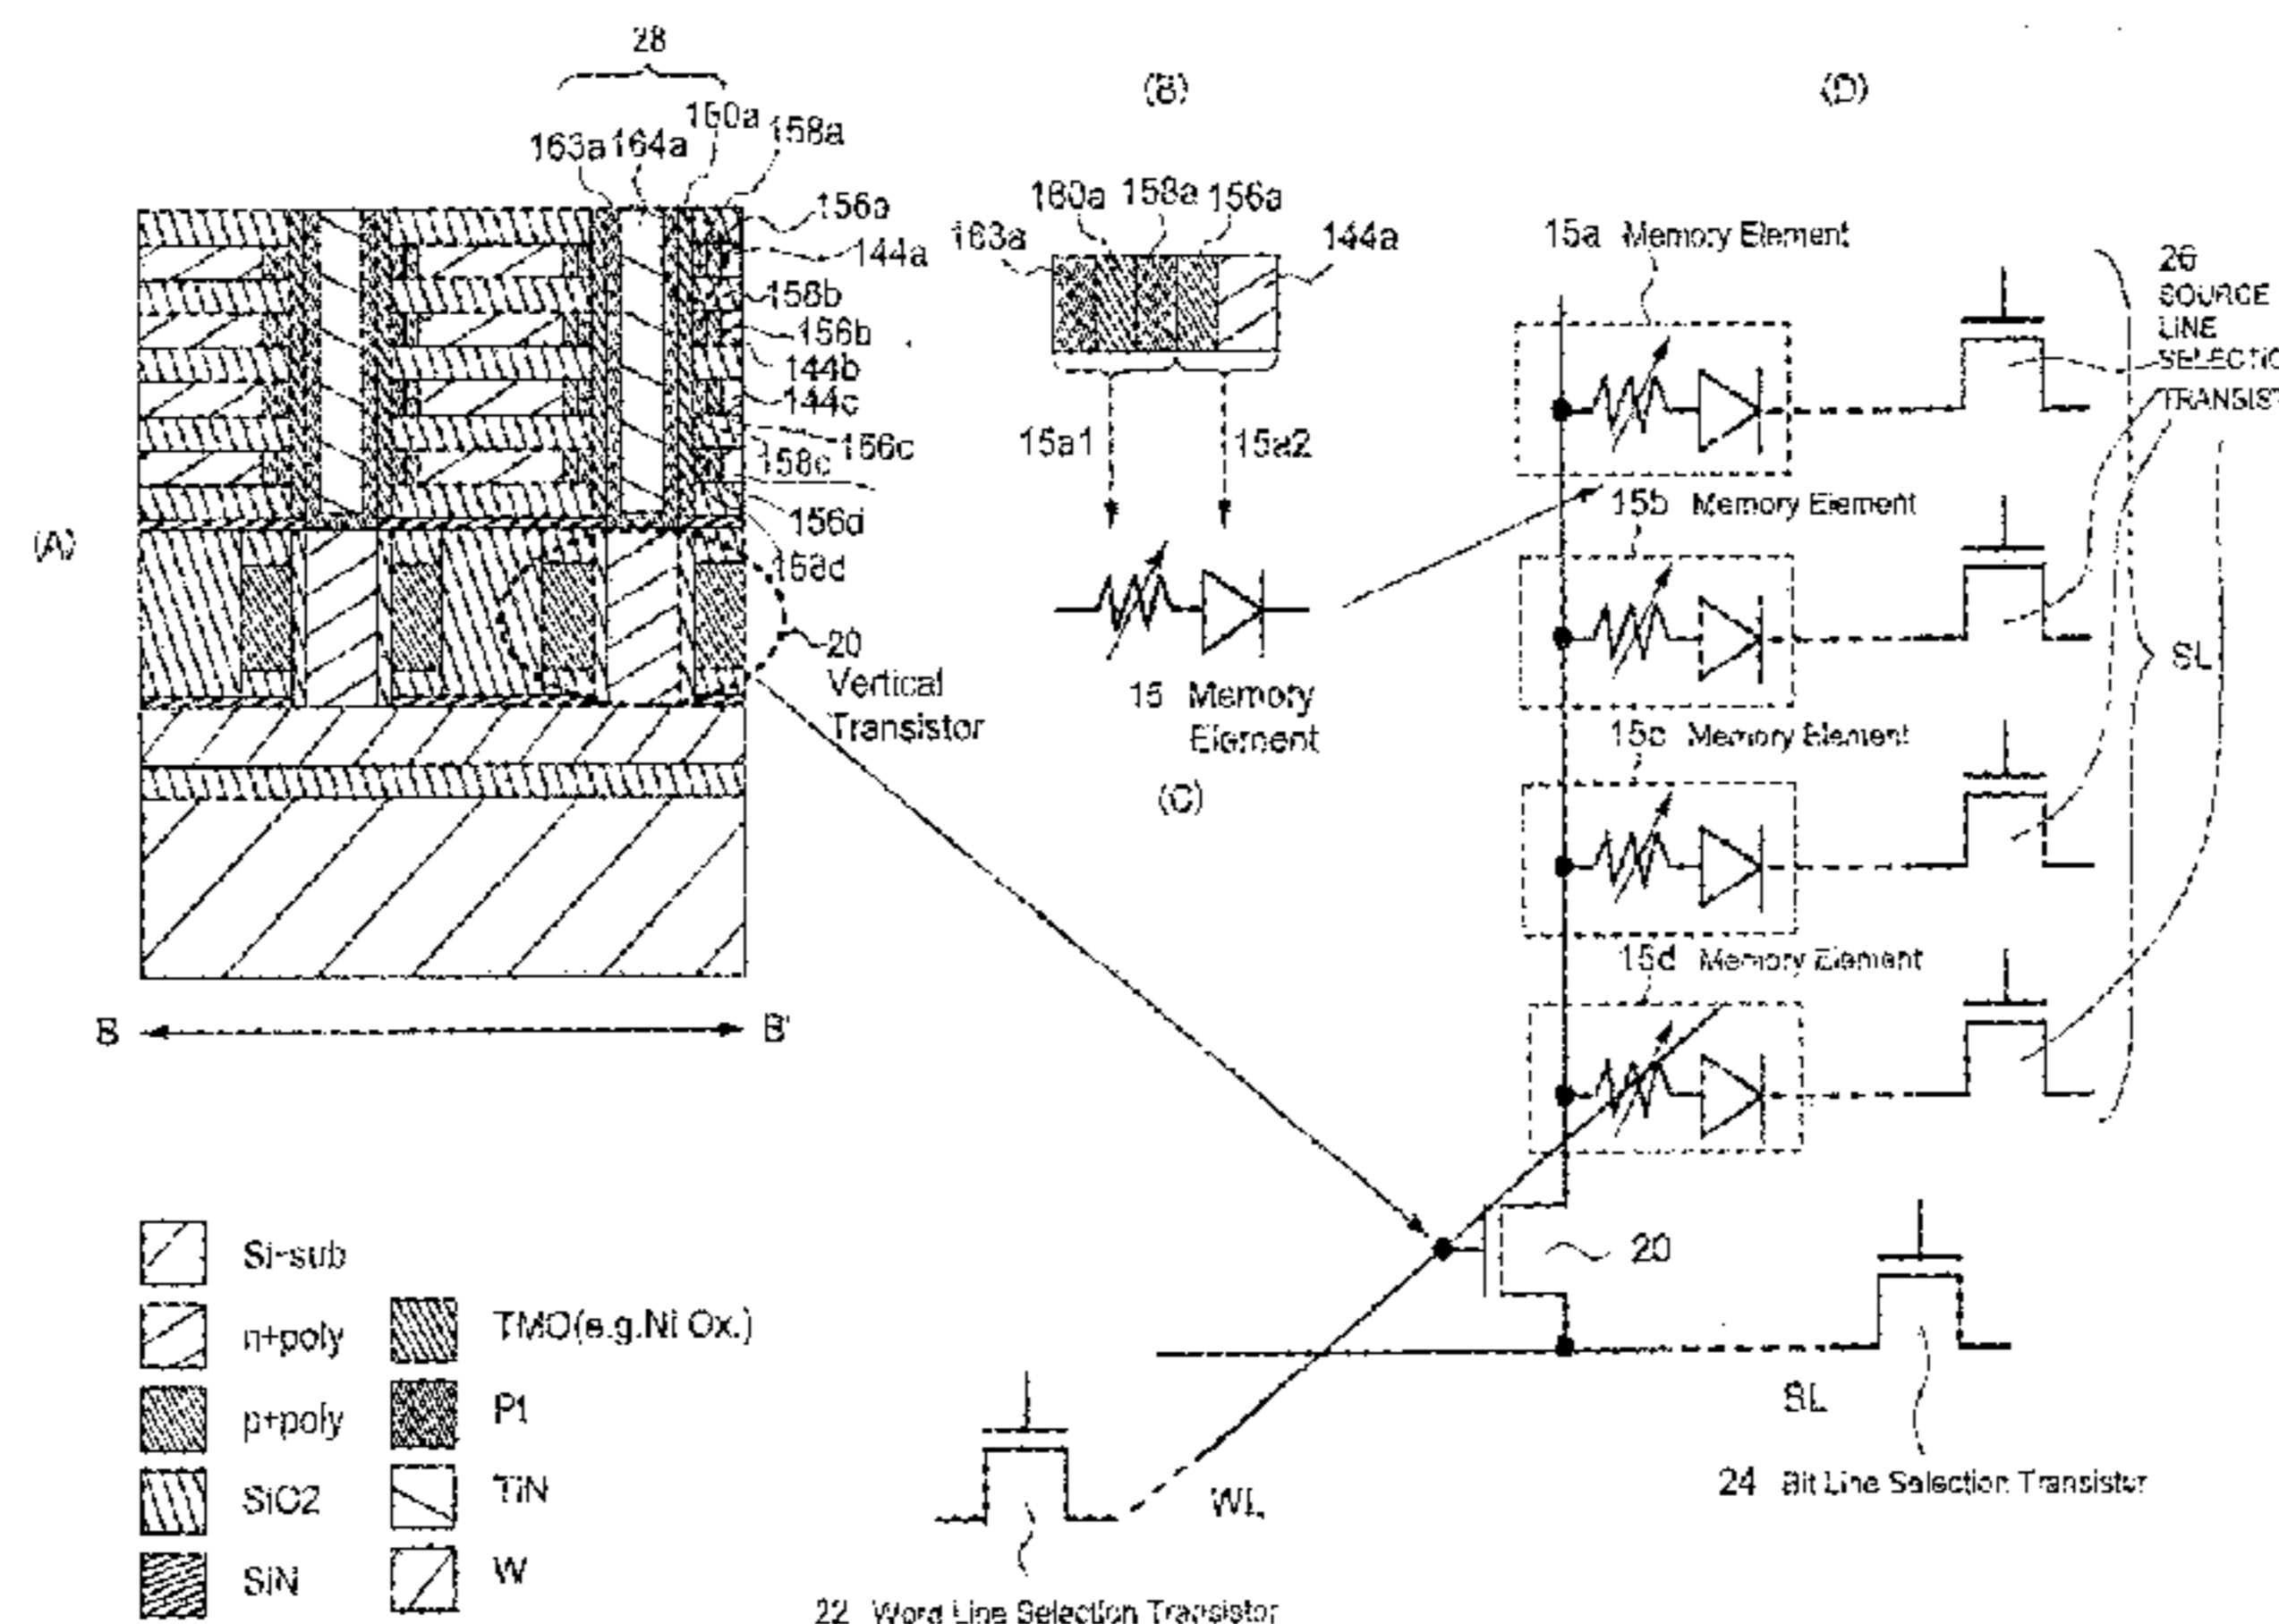 28
(B)
(D)
163a 164a
160a
158a
156a
144a
158b
156b
144b
144c
156c
158c
156d
158d
(A)
20
Vertical
Transistor
B
B'
163a
160a
158a
156a
144a
15a1
15a2
15 Memory
Element
(C)
15a Memory Element
15b Memory Element
15c Memory Element
15d Memory Element
26
SOURCE
LINE
SELECTIO
TRANSIST
SL
20
SL
24 Bit Line Selection Transistor
WL
22 Word Line Selection Transistor
Si-sub
n+poly
p+poly
SiO2
SiN
TMO(e.g.Ni Ox.)
Pt
TiN
W